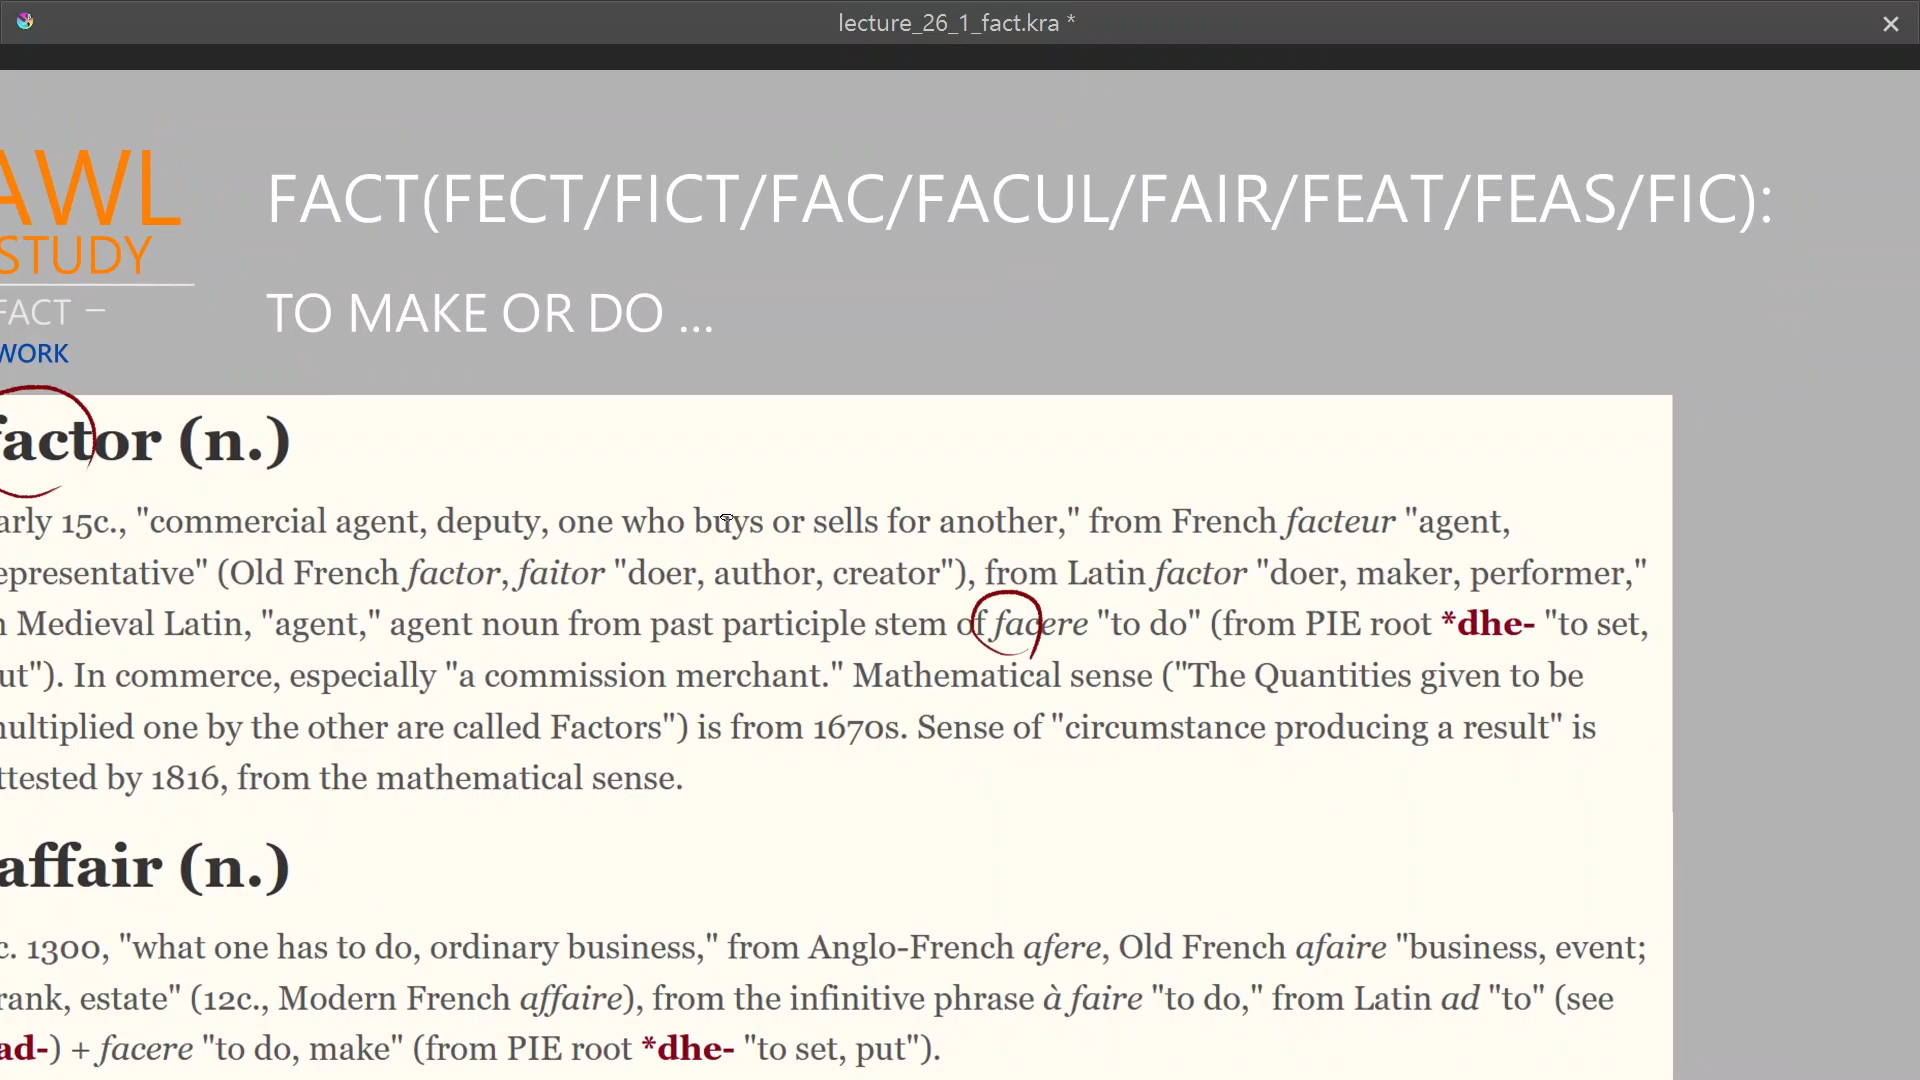 lecture_26_1_fact.kra *
AWL
STUDY
FACT –
WORK
FACT(FECT/FICT/FAC/FACUL/FAIR/FEAT/FEAS/FIC):
TO MAKE OR DO ...
factor (n.)
arly 15c., "commercial agent, deputy, one who buys or sells for another," from French facteur "agent,
epresentative" (Old French factor, faitor "doer, author, creator"), from Latin factor "doer, maker, performer,"
n Medieval Latin, "agent," agent noun from past participle stem of facere "to do" (from PIE root *dhe- "to set,
ut"). In commerce, especially "a commission merchant." Mathematical sense ("The Quantities given to be
nultiplied one by the other are called Factors") is from 1670s. Sense of "circumstance producing a result" is
ttested by 1816, from the mathematical sense.
affair (n.)
c. 1300, "what one has to do, ordinary business," from Anglo-French afere, Old French afaire "business, event;
rank, estate" (12c., Modern French affaire), from the infinitive phrase à faire "to do," from Latin ad "to" (see
ad-) + facere "to do, make" (from PIE root *dhe- "to set, put").